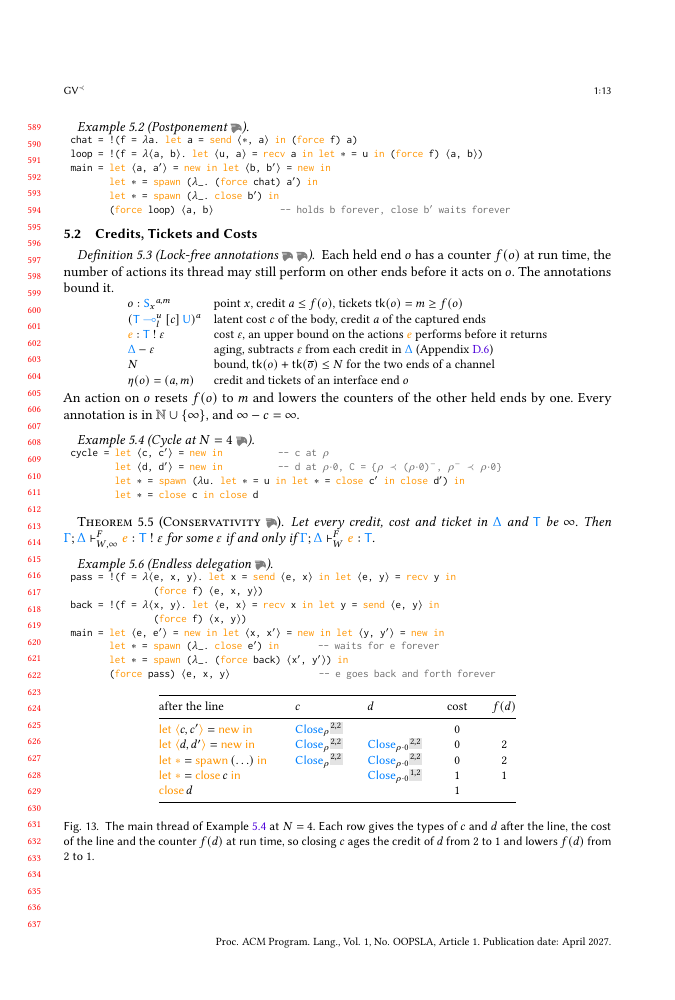 GV≺ 1:13
589 Example 5.2 (Postponement).
590 chat = !(f = λa. let a = send ⟨∗, a⟩ in (force f) a)
591 loop = !(f = λ⟨a, b⟩. let ⟨u, a⟩ = recv a in let ∗ = u in (force f) ⟨a, b⟩)
592 main = let ⟨a, a′⟩ = new in let ⟨b, b′⟩ = new in
593 let ∗ = spawn (λ_. (force chat) a′) in
let ∗ = spawn (λ_. close b′) in
594 (force loop) ⟨a, b⟩ -- holds b forever, close b′ waits forever
595
596 5.2 Credits, Tickets and Costs
597 Definition 5.3 (Lock-free annotations). Each held end o has a counter f(o) at run time, the
598 number of actions its thread may still perform on other ends before it acts on o. The annotations
599 bound it.
600 o : Sₓᵃ,ᵐ point x, credit a ≤ f(o), tickets tk(o) = m ≥ f(o)
601 (T ⊸ᵤₗ [c] U)ᵃ latent cost c of the body, credit a of the captured ends
602 e : T ! ε cost ε, an upper bound on the actions e performs before it returns
603 Δ − ε aging, subtracts ε from each credit in Δ (Appendix D.6)
604 N bound, tk(o) + tk(o̅) ≤ N for the two ends of a channel
605 η(o) = (a, m) credit and tickets of an interface end o
606 An action on o resets f(o) to m and lowers the counters of the other held ends by one. Every
607 annotation is in ℕ ∪ {∞}, and ∞ − c = ∞.
608 Example 5.4 (Cycle at N = 4).
609 cycle = let ⟨c, c′⟩ = new in -- c at ρ
610 let ⟨d, d′⟩ = new in -- d at ρ·0, C = {ρ ≺ (ρ·0)⁻, ρ⁻ ≺ ρ·0}
611 let ∗ = spawn (λu. let ∗ = u in let ∗ = close c′ in close d′) in
let ∗ = close c in close d
612
613 Theorem 5.5 (Conservativity). Let every credit, cost and ticket in Δ and T be ∞. Then
614 Γ; Δ ⊢ᶠ_W,∞ e : T ! ε for some ε if and only if Γ; Δ ⊢ᶠ_W e : T.
615 Example 5.6 (Endless delegation).
616 pass = !(f = λ⟨e, x, y⟩. let x = send ⟨e, x⟩ in let ⟨e, y⟩ = recv y in
617 (force f) ⟨e, x, y⟩)
618 back = !(f = λ⟨x, y⟩. let ⟨e, x⟩ = recv x in let y = send ⟨e, y⟩ in
619 (force f) ⟨x, y⟩)
620 main = let ⟨e, e′⟩ = new in let ⟨x, x′⟩ = new in let ⟨y, y′⟩ = new in
let ∗ = spawn (λ_. close e′) in -- waits for e forever
621 let ∗ = spawn (λ_. (force back) ⟨x′, y′⟩) in
622 (force pass) ⟨e, x, y⟩ -- e goes back and forth forever
623
624 after the line c d cost f(d)
625 let ⟨c, c′⟩ = new in Close_ρ²,² 0
626 let ⟨d, d′⟩ = new in Close_ρ²,² Close_ρ·0²,² 0 2
627 let ∗ = spawn (...) in Close_ρ²,² Close_ρ·0²,² 0 2
628 let ∗ = close c in Close_ρ·0¹,² 1 1
629 close d 1
630
631 Fig. 13. The main thread of Example 5.4 at N = 4. Each row gives the types of c and d after the line, the cost
632 of the line and the counter f(d) at run time, so closing c ages the credit of d from 2 to 1 and lowers f(d) from
633 2 to 1.
634
635
636
637
Proc. ACM Program. Lang., Vol. 1, No. OOPSLA, Article 1. Publication date: April 2027.